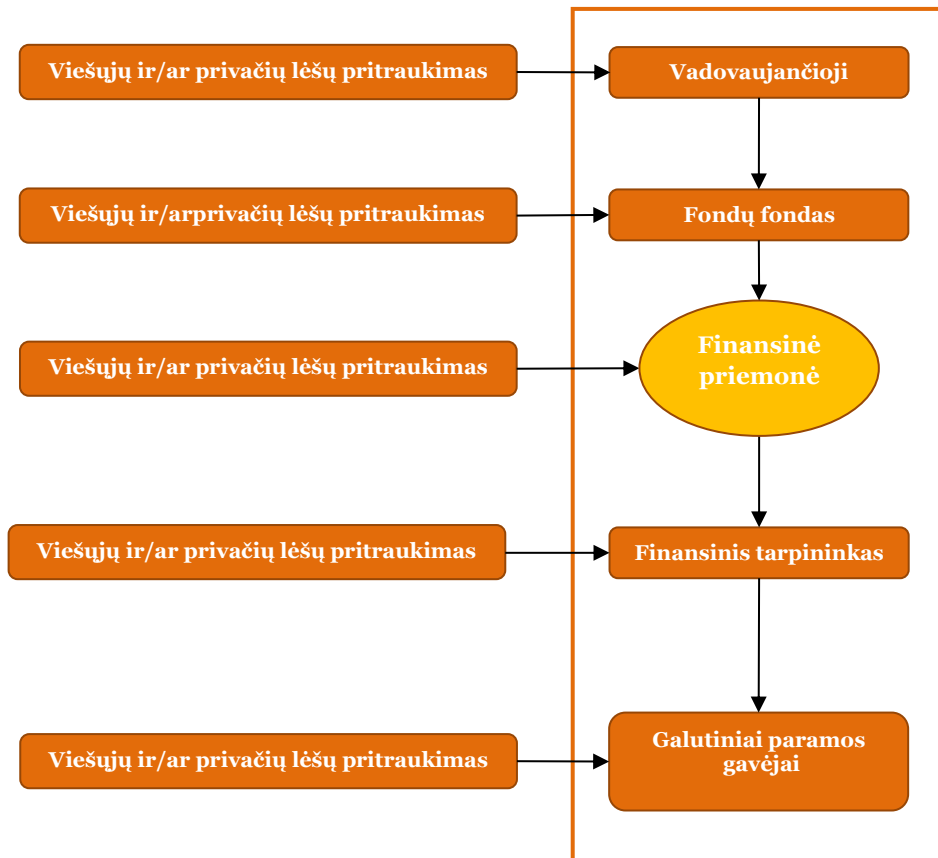 Viešųjų ir/ar privačių lėšų pritraukimas
Vadovaujančioji
Viešųjų ir/arprivačių lėšų pritraukimas
Fondų fondas
Viešųjų ir/ar privačių lėšų pritraukimas
Finansinė
priemonė
Viešųjų ir/ar privačių lėšų pritraukimas
Finansinis tarpininkas
Viešųjų ir/ar privačių lėšų pritraukimas
Galutiniai paramos
gavėjai